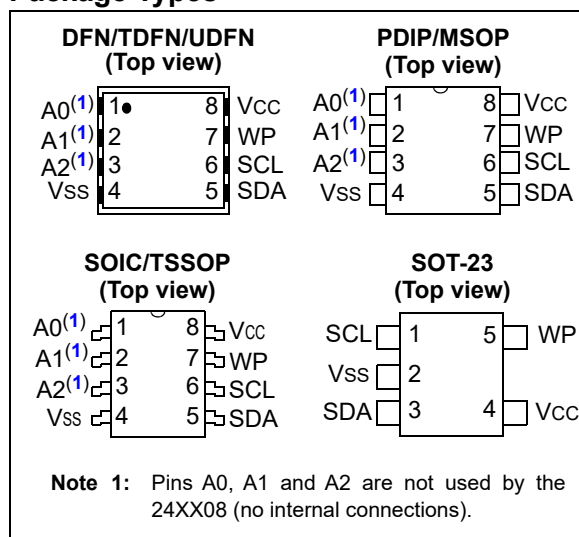 Package Types
DFN/TDFN/UDFN
(Top view)
A0(1) 1 8 VCC
A1(1) 2 7 WP
A2(1) 3 6 SCL
VSS 4 5 SDA
PDIP/MSOP
(Top view)
A0(1) 1 8 VCC
A1(1) 2 7 WP
A2(1) 3 6 SCL
VSS 4 5 SDA
SOIC/TSSOP
(Top view)
A0(1) 1 8 VCC
A1(1) 2 7 WP
A2(1) 3 6 SCL
VSS 4 5 SDA
SOT-23
(Top view)
SCL 1 5 WP
VSS 2
SDA 3 4 VCC
Note 1: Pins A0, A1 and A2 are not used by the
24XX08 (no internal connections).